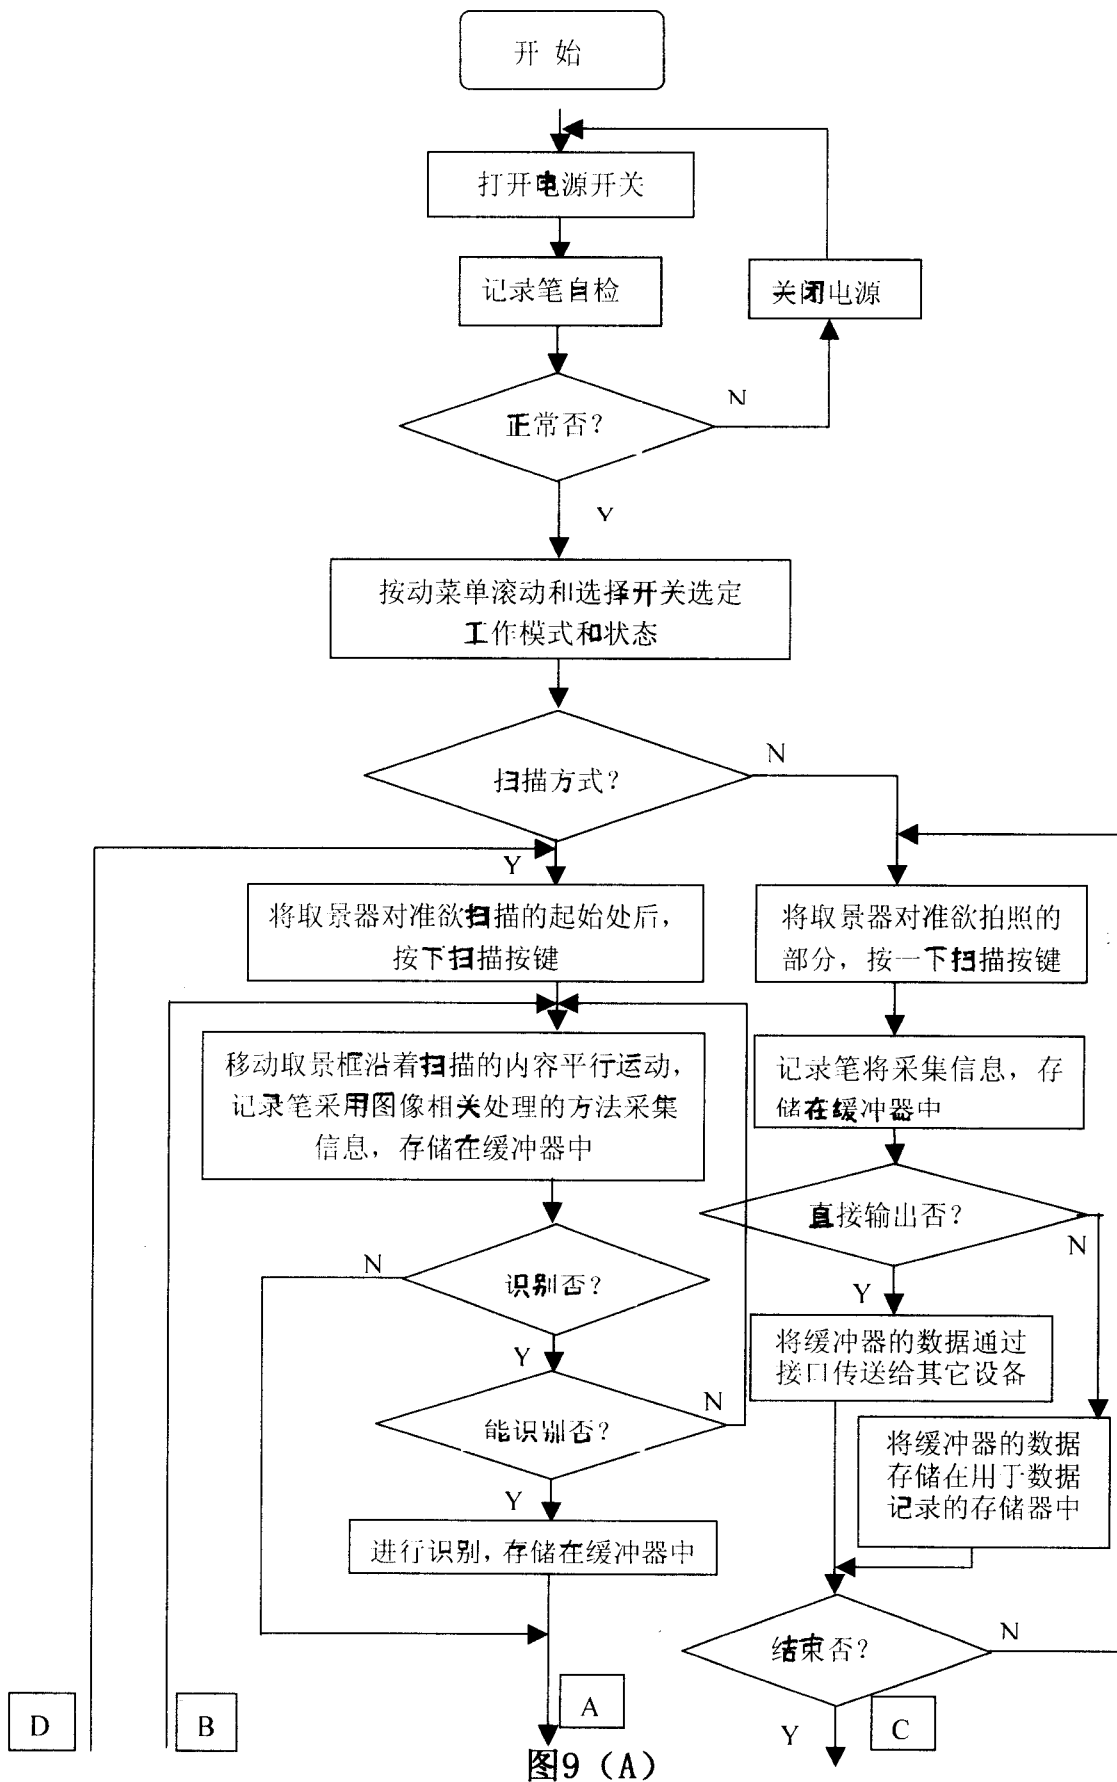 开 始
打开电源开关
记录笔自检
关闭电源
正常否?
N
Y
按动菜单滚动和选择开关选定
工作模式和状态
扫描方式?
N
Y
将取景器对准欲扫描的起始处后,
按下扫描按键
将取景器对准欲拍照的
部分, 按一下扫描按键
移动取景框沿着扫描的内容平行运动,
记录笔采用图像相关处理的方法采集
信息, 存储在缓冲器中
记录笔将采集信息, 存
储在缓冲器中
直接输出否?
N
Y
识别否?
N
Y
将缓冲器的数据通过
接口传送给其它设备
能识别否?
N
Y
将缓冲器的数据
存储在用于数据
记录的存储器中
进行识别, 存储在缓冲器中
结束否?
N
Y
D
B
A
C
图9 (A)